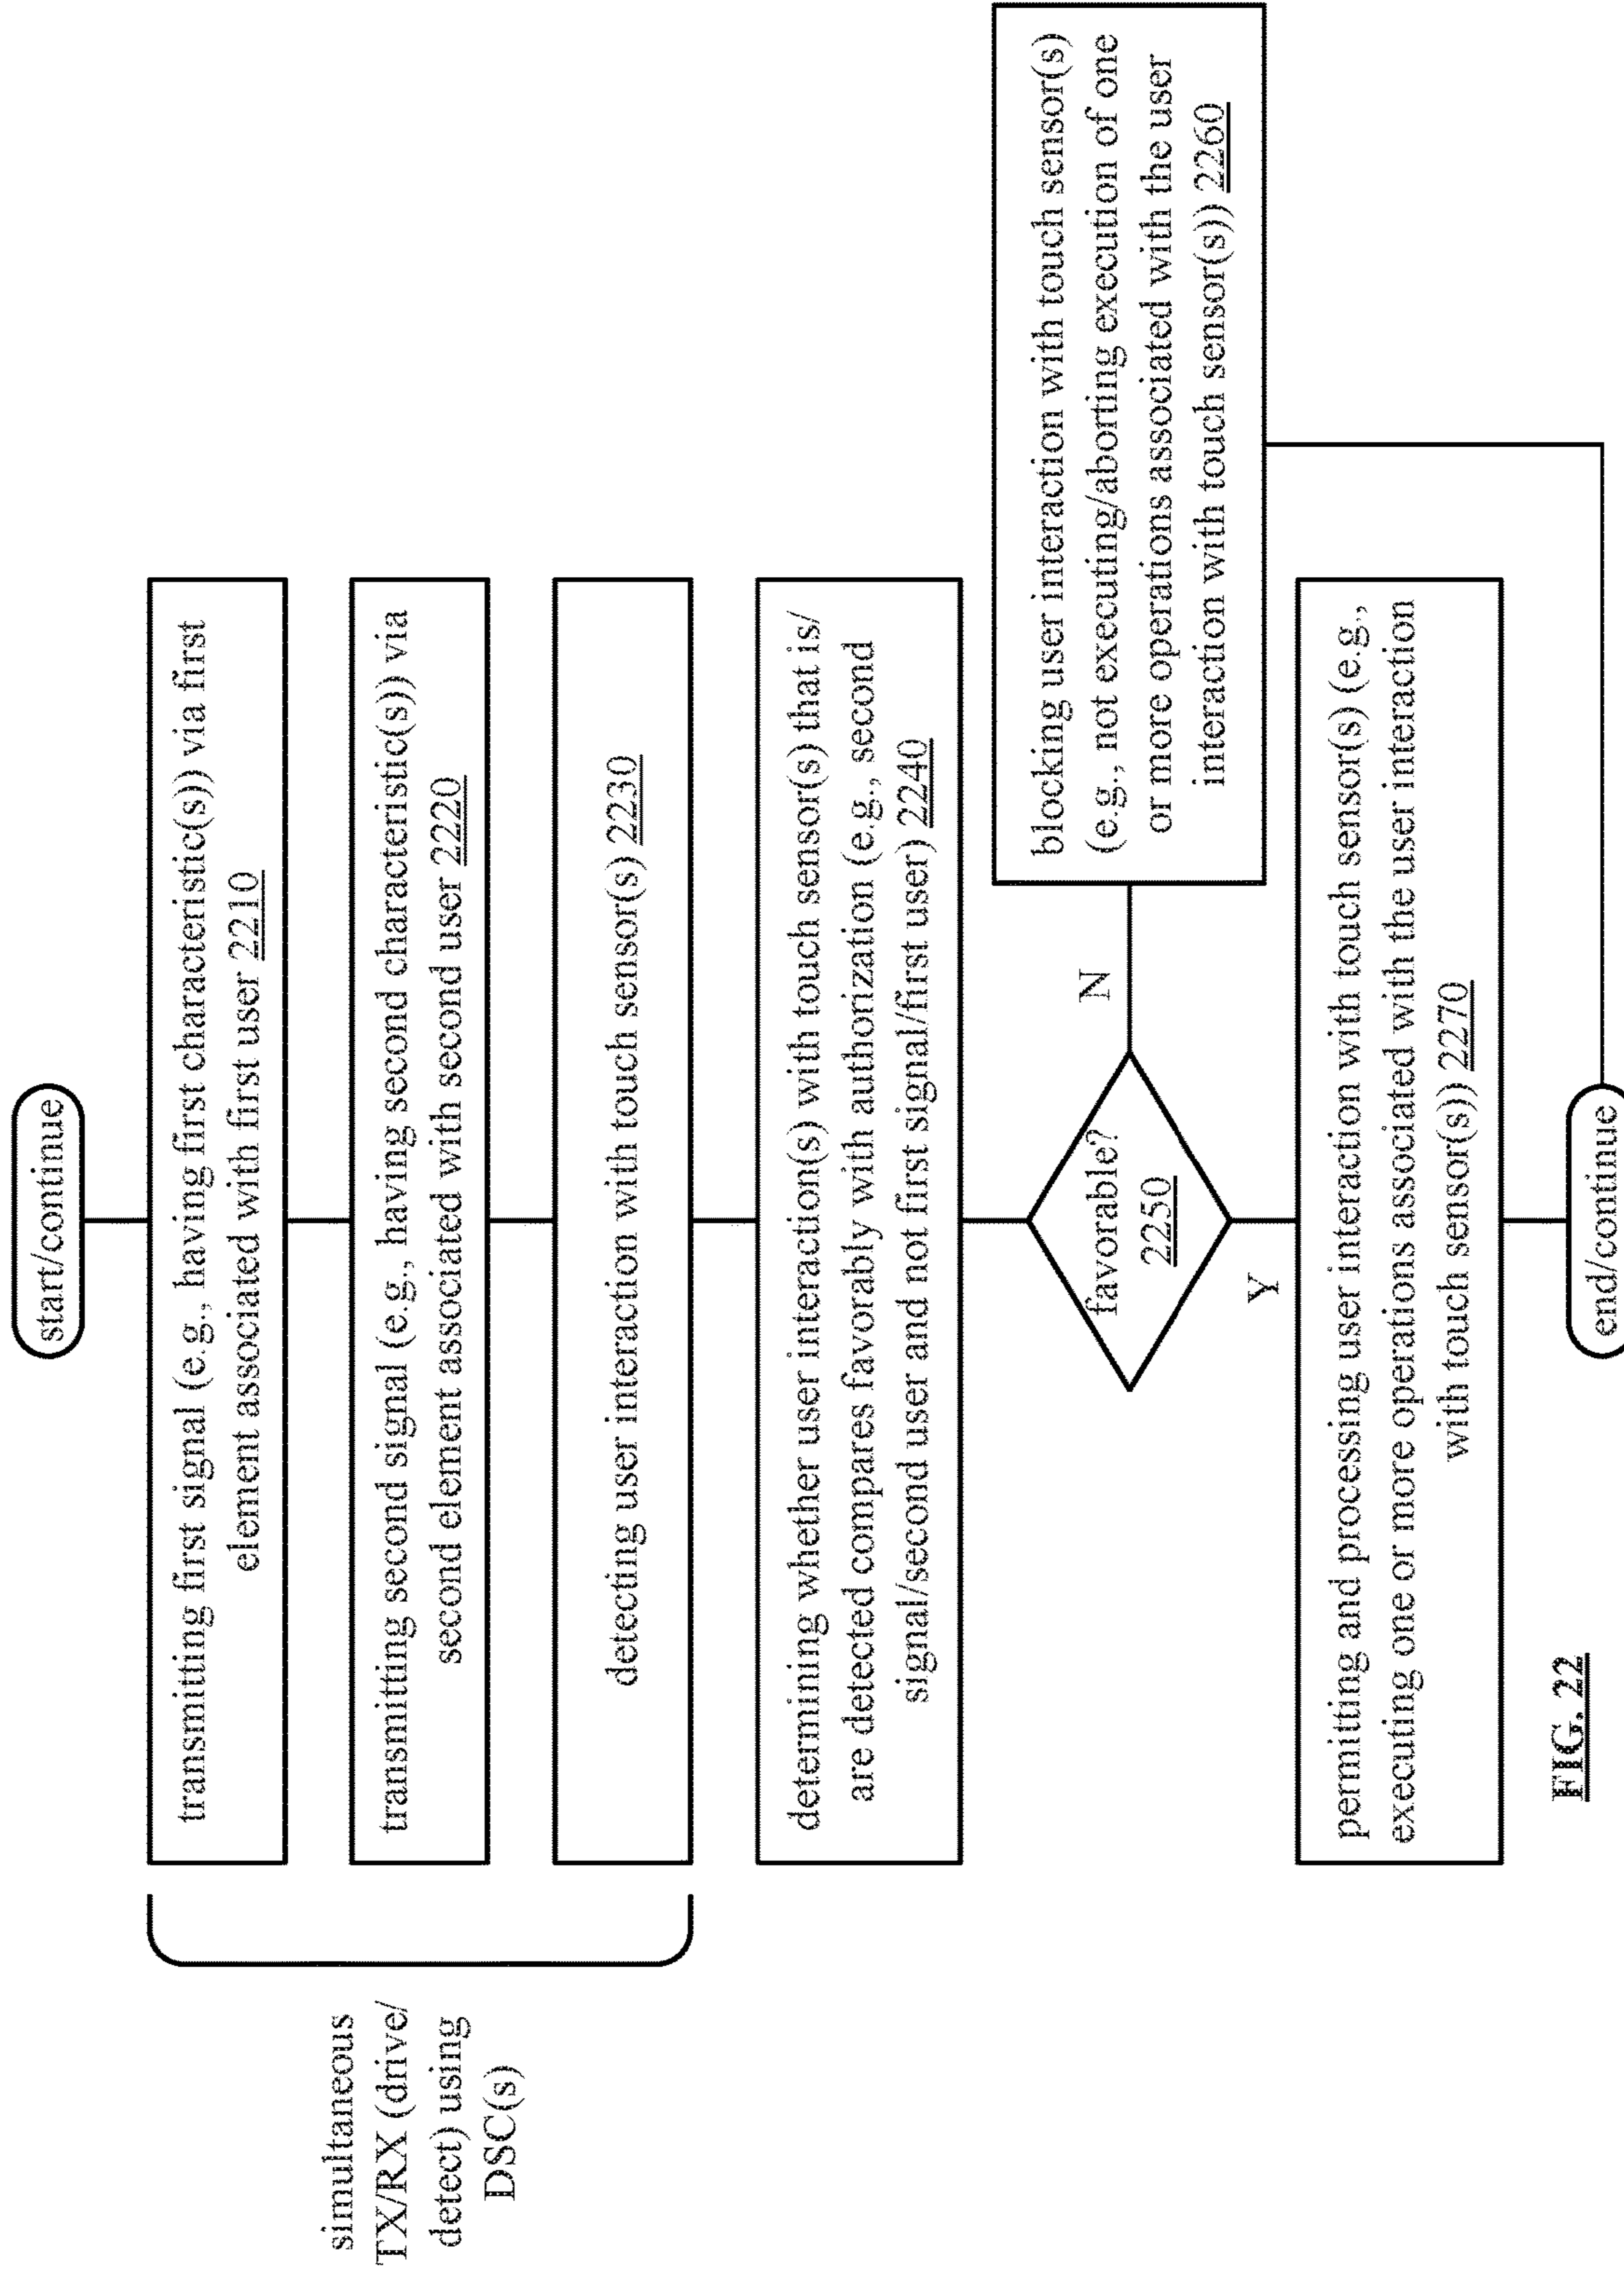 start/continue
transmitting first signal (e.g., having first characteristic(s)) via first
element associated with first user 2210
transmitting second signal (e.g., having second characteristic(s)) via
second element associated with second user 2220
detecting user interaction with touch sensor(s) 2230
simultaneous
TX/RX (drive/
detect) using
DSC(s)
determining whether user interaction(s) with touch sensor(s) that is/
are detected compares favorably with authorization (e.g., second
signal/second user and not first signal/first user) 2240
favorable?
2250
N
Y
blocking user interaction with touch sensor(s)
(e.g., not executing/aborting execution of one
or more operations associated with the user
interaction with touch sensor(s)) 2260
permitting and processing user interaction with touch sensor(s) (e.g.,
executing one or more operations associated with the user interaction
with touch sensor(s)) 2270
end/continue
FIG. 22